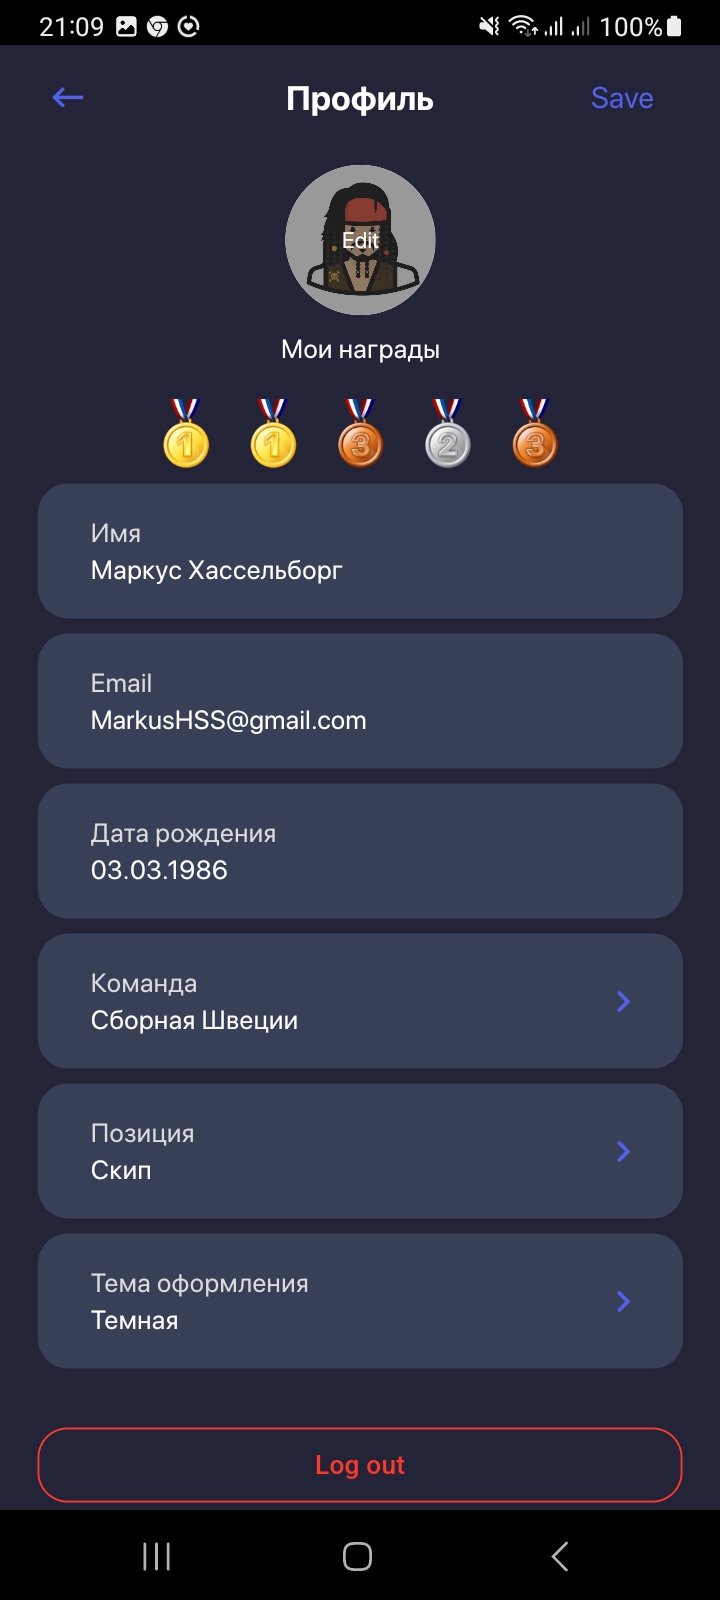 21:09
100%
Профиль
Save
Edit
Мои награды
1 1 3 2 3
Имя
Маркус Хассельборг
Email
MarkusHSS@gmail.com
Дата рождения
03.03.1986
Команда
Сборная Швеции
Позиция
Скип
Тема оформления
Темная
Log out